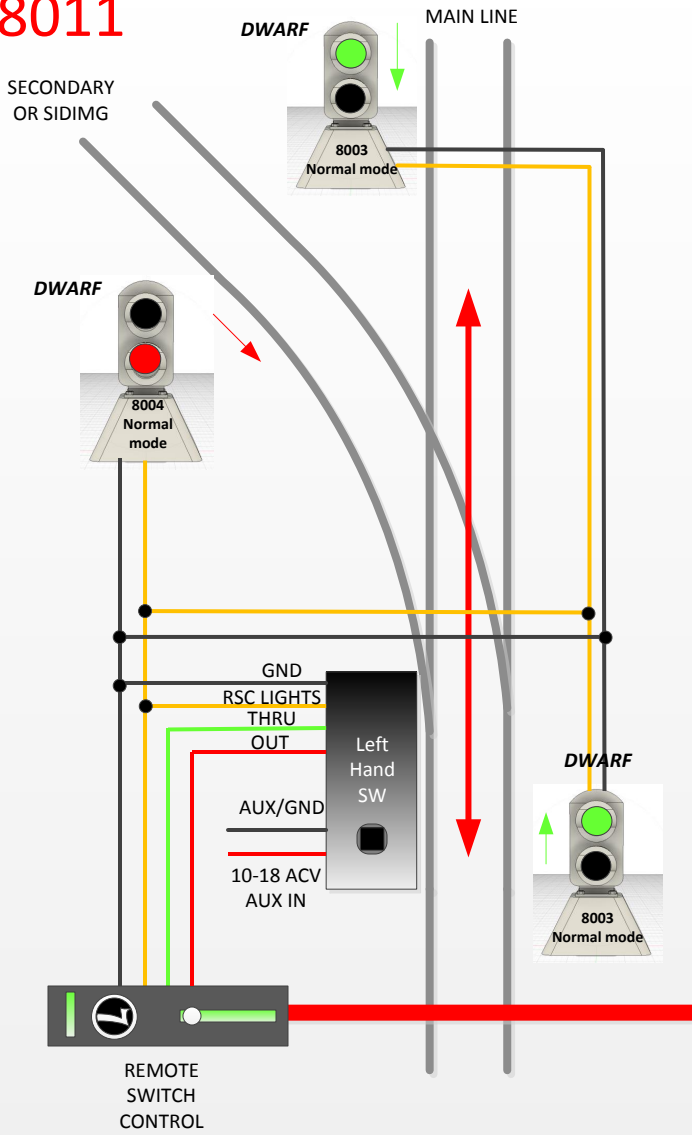 8011
DWARF
MAIN LINE
SECONDARY
OR SIDIMG
8003
Normal mode
DWARF
8004
Normal
mode
GND
RSC LIGHTS
THRU
OUT
Left
Hand
SW
DWARF
AUX/GND
10-18 ACV
AUX IN
8003
Normal mode
REMOTE
SWITCH
CONTROL